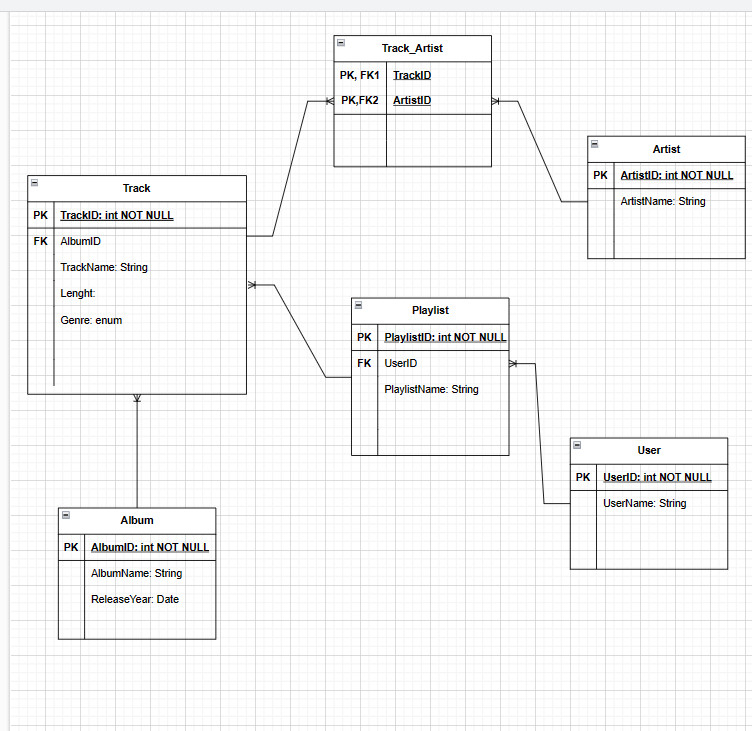 Track_Artist
PK, FK1 TrackID
PK,FK2 ArtistID
Artist
PK ArtistID: int NOT NULL
ArtistName: String
Track
PK TrackID: int NOT NULL
FK AlbumID
TrackName: String
Lenght:
Genre: enum
Playlist
PK PlaylistID: int NOT NULL
FK UserID
PlaylistName: String
User
PK UserID: int NOT NULL
UserName: String
Album
PK AlbumID: int NOT NULL
AlbumName: String
ReleaseYear: Date